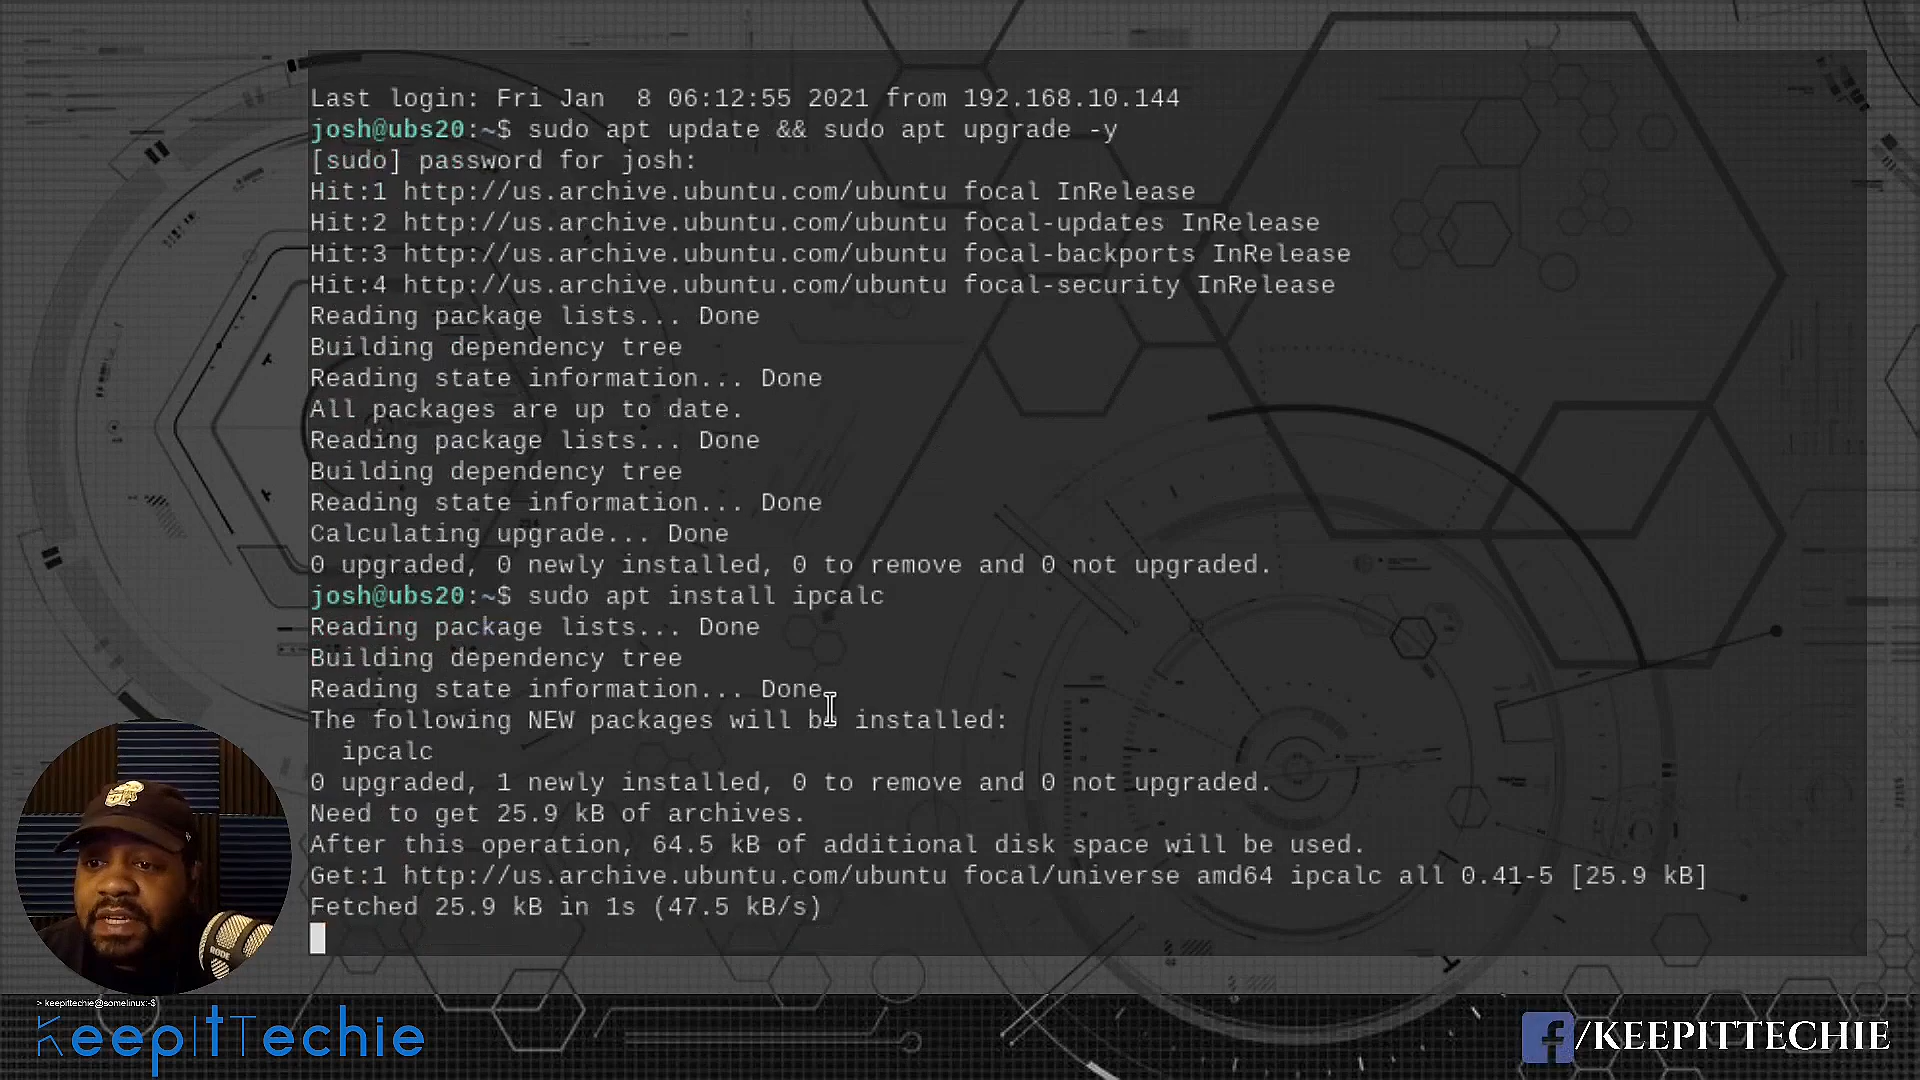 Last login: Fri Jan  8 06:12:55 2021 from 192.168.10.144
josh@ubs20:~$ sudo apt update && sudo apt upgrade -y
[sudo] password for josh:
Hit:1 http://us.archive.ubuntu.com/ubuntu focal InRelease
Hit:2 http://us.archive.ubuntu.com/ubuntu focal-updates InRelease
Hit:3 http://us.archive.ubuntu.com/ubuntu focal-backports InRelease
Hit:4 http://us.archive.ubuntu.com/ubuntu focal-security InRelease
Reading package lists... Done
Building dependency tree
Reading state information... Done
All packages are up to date.
Reading package lists... Done
Building dependency tree
Reading state information... Done
Calculating upgrade... Done
0 upgraded, 0 newly installed, 0 to remove and 0 not upgraded.
josh@ubs20:~$ sudo apt install ipcalc
Reading package lists... Done
Building dependency tree
Reading state information... Done
The following NEW packages will be installed:
  ipcalc
0 upgraded, 1 newly installed, 0 to remove and 0 not upgraded.
Need to get 25.9 kB of archives.
After this operation, 64.5 kB of additional disk space will be used.
Get:1 http://us.archive.ubuntu.com/ubuntu focal/universe amd64 ipcalc all 0.41-5 [25.9 kB]
Fetched 25.9 kB in 1s (47.5 kB/s)
RODE
> keepittechie@somelinux:~$
KeepItTechie
f/KEEPITTECHIE